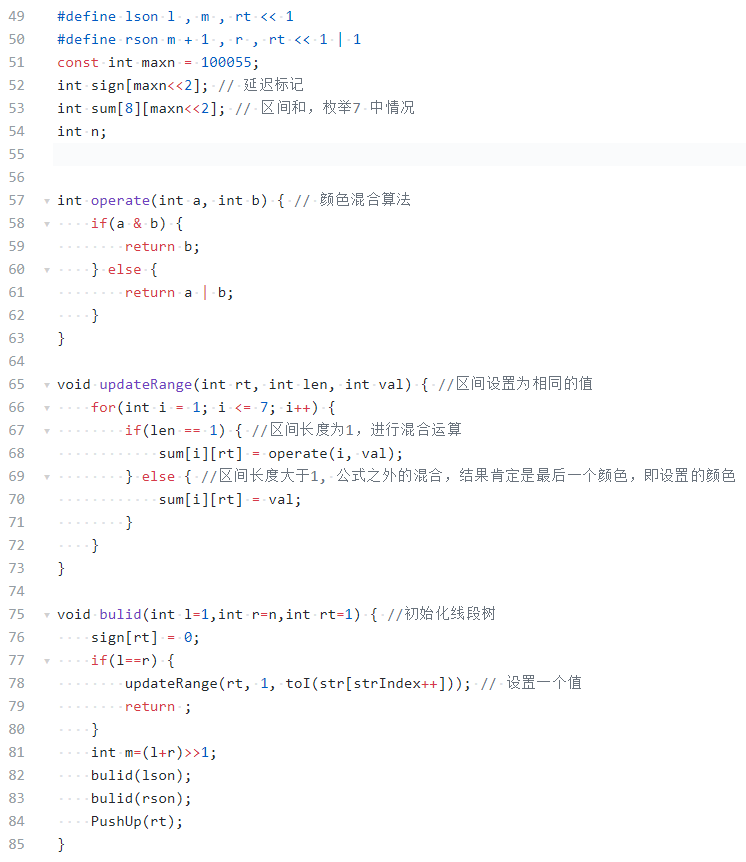 49 #define lson l , m , rt << 1
50 #define rson m + 1 , r , rt << 1 | 1
51 const int maxn = 100055;
52 int sign[maxn<<2]; // 延迟标记
53 int sum[8][maxn<<2]; // 区间和，枚举7 中情况
54 int n;
55
56
57 int operate(int a, int b) { // 颜色混合算法
58     if(a & b) {
59         return b;
60     } else {
61         return a | b;
62     }
63 }
64
65 void updateRange(int rt, int len, int val) { //区间设置为相同的值
66     for(int i = 1; i <= 7; i++) {
67         if(len == 1) { //区间长度为1，进行混合运算
68             sum[i][rt] = operate(i, val);
69         } else { //区间长度大于1, 公式之外的混合，结果肯定是最后一个颜色，即设置的颜色
70             sum[i][rt] = val;
71         }
72     }
73 }
74
75 void bulid(int l=1,int r=n,int rt=1) { //初始化线段树
76     sign[rt] = 0;
77     if(l==r) {
78         updateRange(rt, 1, toI(str[strIndex++])); // 设置一个值
79         return ;
80     }
81     int m=(l+r)>>1;
82     bulid(lson);
83     bulid(rson);
84     PushUp(rt);
85 }